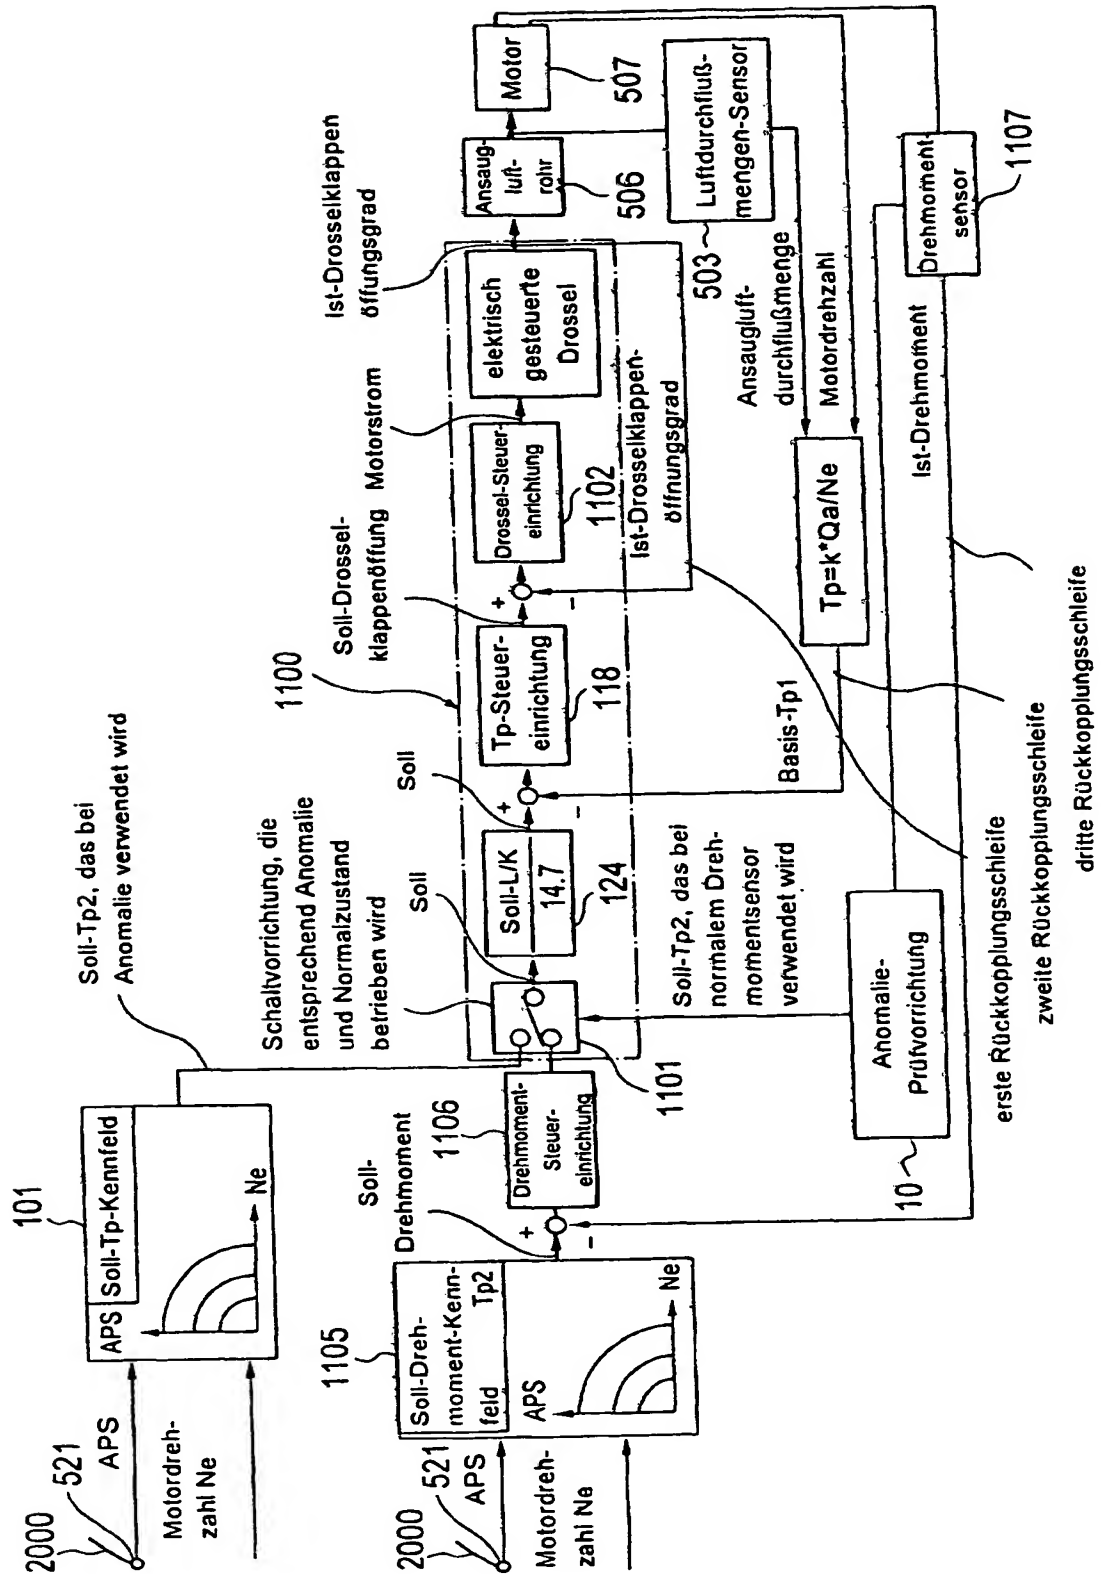 2000
521
APS
Motordreh-
zahl Ne
101
APS
Soll-Tp-Kennfeld
Ne
Soll-Tp2, das bei
Anomalie verwendet wird
2000
521
APS
Motordreh-
zahl Ne
1105
Soll-Dreh-
moment-Kenn-
feld Tp2
APS
Ne
Soll-
Drehmoment
+
-
1106
Drehmoment-
Steuer-
einrichtung
Schaltvorrichtung, die
entsprechend Anomalie
und Normalzustand
betrieben wird
1101
Soll
Soll-L/K
14.7
124
Soll
+
-
1100
Tp-Steuer-
einrichtung
118
Soll-Drossel-
klappenöffung
+
-
Drossel-Steuer-
einrichtung
1102
Motorstrom
elektrisch
gesteuerte
Drossel
Ist-Drosselklappen
öffungsgrad
Ansaug-
luft-
rohr
506
Motor
507
Luftdurchfluß-
mengen-Sensor
503
Ist-Drosselklappen-
öffnungsgrad
Ansaugluft-
durchflußmenge
Motordrehzahl
Tp=k*Qa/Ne
Basis-Tp1
Soll-Tp2, das bei
normalem Dreh-
momentsensor
verwendet wird
Anomalie-
Prüfvorrichtung
10
Drehmoment-
sensor
1107
Ist-Drehmoment
erste Rückkopplungsschleife
zweite Rückkopplungsschleife
dritte Rückkopplungsschleife